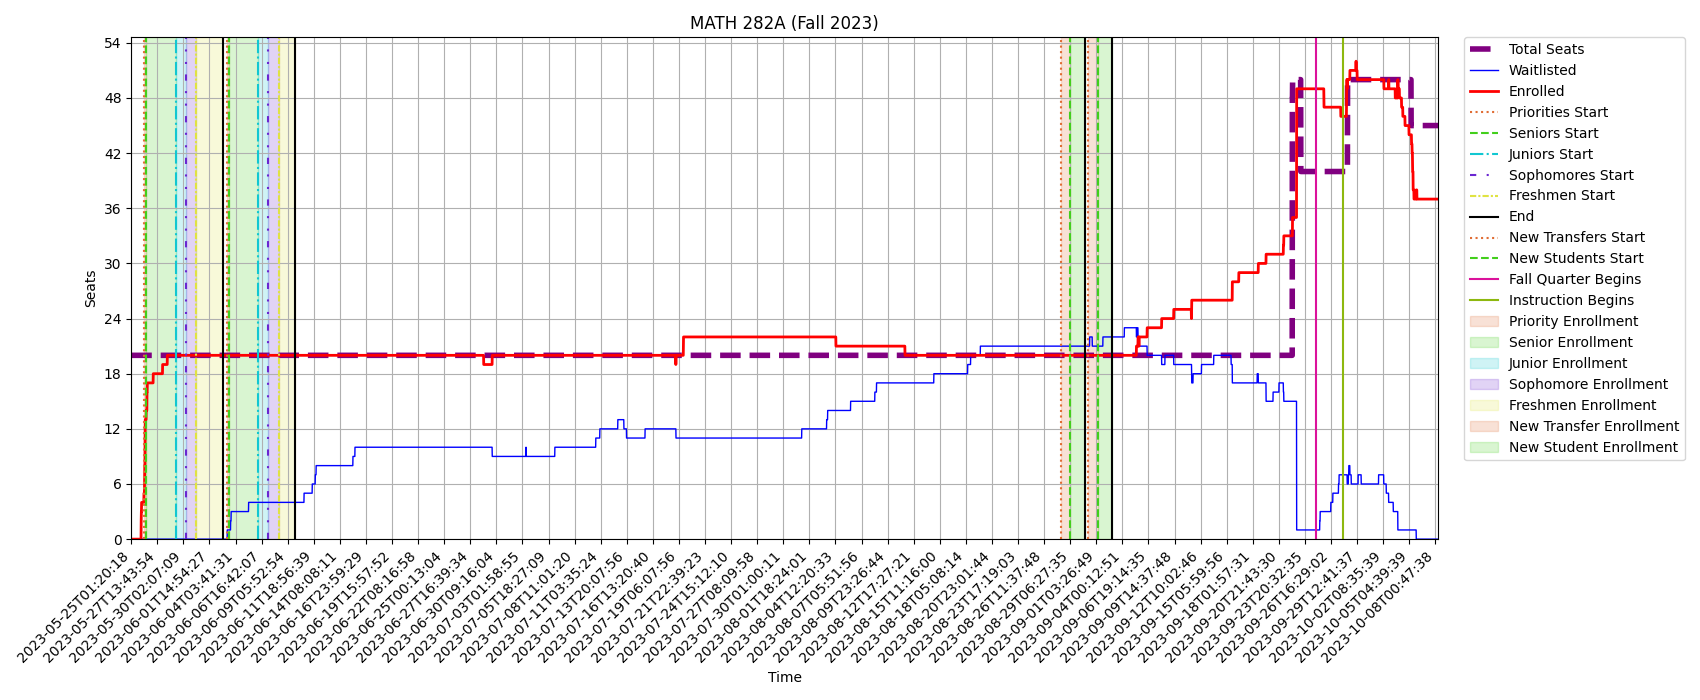 MATH 282A (Fall 2023)
54
48
42
36
30
24
18
12
6
0
Seats
2023-05-25T01:20:18
2023-05-27T13:43:54
2023-05-30T02:07:09
2023-06-01T14:54:27
2023-06-04T03:41:31
2023-06-06T16:42:07
2023-06-09T05:52:54
2023-06-11T18:56:39
2023-06-14T08:08:11
2023-06-16T23:59:29
2023-06-19T15:57:52
2023-06-22T08:16:58
2023-06-25T00:13:04
2023-06-27T16:39:34
2023-06-30T09:16:04
2023-07-03T01:58:55
2023-07-05T18:27:09
2023-07-08T11:01:20
2023-07-11T03:35:24
2023-07-13T20:07:56
2023-07-16T13:20:40
2023-07-19T06:07:56
2023-07-21T22:39:23
2023-07-24T15:12:10
2023-07-27T08:09:58
2023-07-30T01:00:11
2023-08-01T18:24:01
2023-08-04T12:20:33
2023-08-07T05:51:56
2023-08-09T23:26:44
2023-08-12T17:27:21
2023-08-15T11:16:00
2023-08-18T05:08:14
2023-08-20T23:01:44
2023-08-23T17:19:03
2023-08-26T11:37:48
2023-08-29T06:27:35
2023-09-01T03:26:49
2023-09-04T00:12:51
2023-09-06T19:14:35
2023-09-09T14:37:48
2023-09-12T10:02:46
2023-09-15T05:59:56
2023-09-18T01:57:31
2023-09-20T21:43:30
2023-09-23T20:32:35
2023-09-26T16:29:02
2023-09-29T12:41:37
2023-10-02T08:35:39
2023-10-05T04:39:39
2023-10-08T00:47:38
Time
Total Seats
Waitlisted
Enrolled
Priorities Start
Seniors Start
Juniors Start
Sophomores Start
Freshmen Start
End
New Transfers Start
New Students Start
Fall Quarter Begins
Instruction Begins
Priority Enrollment
Senior Enrollment
Junior Enrollment
Sophomore Enrollment
Freshmen Enrollment
New Transfer Enrollment
New Student Enrollment